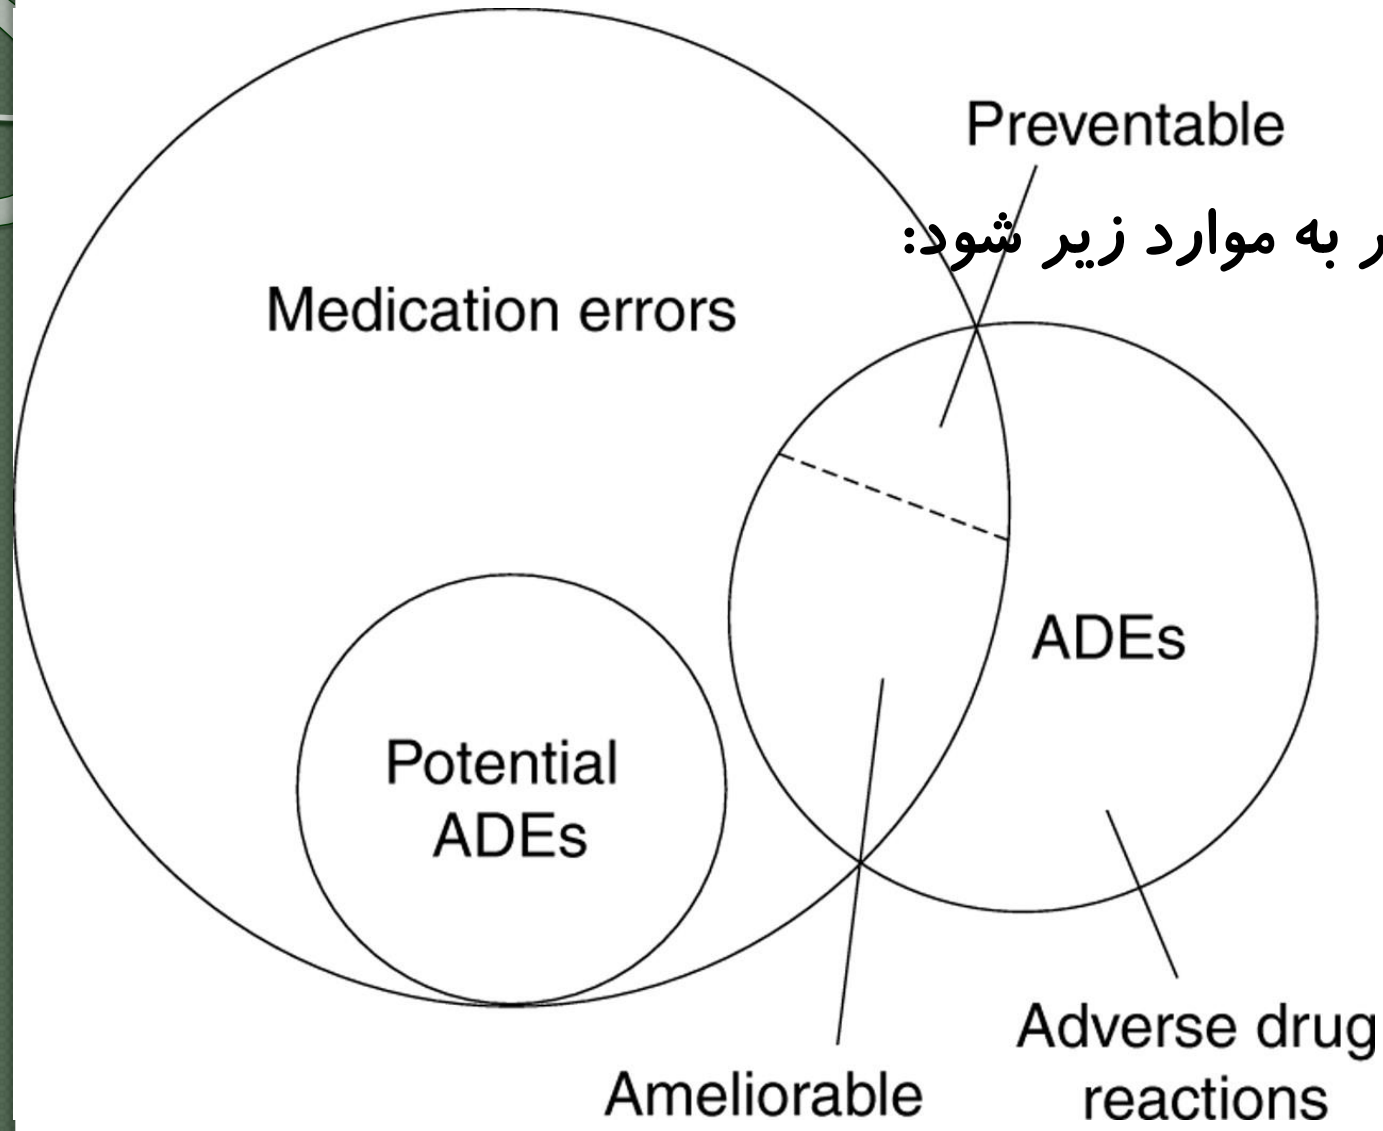 Preventable
ر به موارد زیر شود:
Medication errors
ADEs
Potential
ADEs
Adverse drug
reactions
Ameliorable